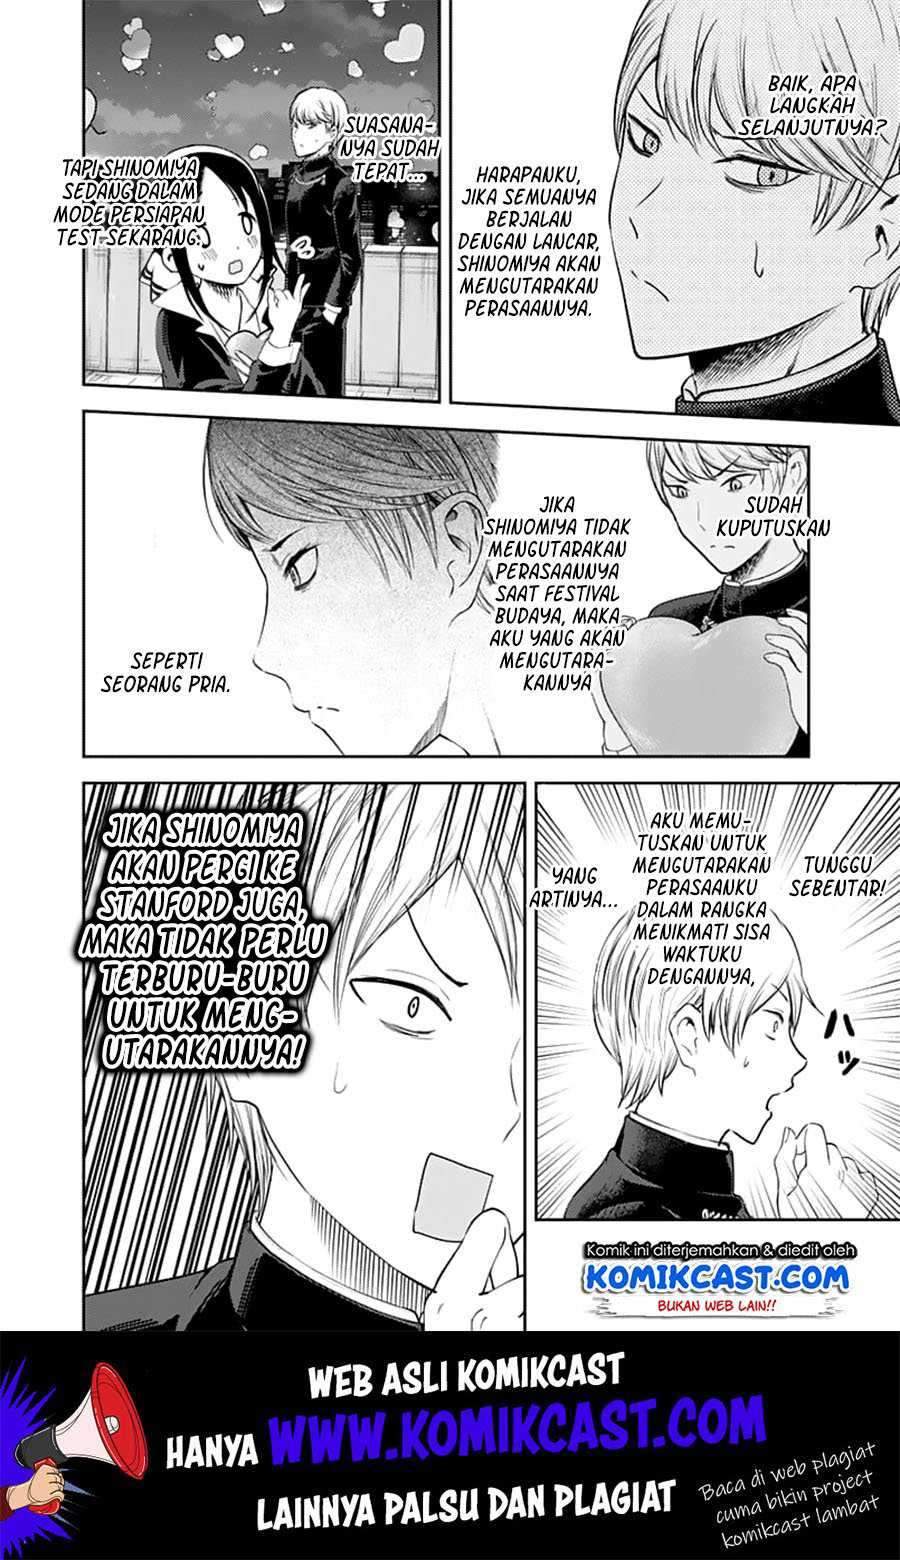 BAIK, APA
LANGKAH
SELANJUTNYA?
HARAPANKU,
JIKA SEMUANYA
BERJALAN
DENGAN LANCAR,
SHINOMIYA AKAN
MENGUTARAKAN
PERASAANNYA.
SUASANA-
NYA SUDAH
TEPAT...
TAPI SHINOMIYA
SEDANG DALAM
MODE PERSIAPAN
TEST SEKARANG.
SUDAH
KUPUTUSKAN
JIKA
SHINOMIYA TIDAK
MENGUTARAKAN
PERASAANNYA
SAAT FESTIVAL
BUDAYA, MAKA
AKU YANG AKAN
MENGUTARA-
KANNYA
SEPERTI
SEORANG PRIA.
TUNGGU
SEBENTAR!
AKU MEMU-
TUSKAN UNTUK
MENGUTARAKAN
PERASAANKU
DALAM RANGKA
MENIKMATI SISA
WAKTUKU
DENGANNYA,
YANG
ARTINYA...
バッ
JIKA SHINOMIYA
AKAN PERGI KE
STANFORD JUGA,
MAKA TIDAK PERLU
TERBURU-BURU
UNTUK MENG-
UTARAKANNYA!
Komik ini diterjemahkan & diedit oleh
KOMIKCAST.COM
BUKAN WEB LAIN!!
WEB ASLI KOMIKCAST
HANYA WWW.KOMIKCAST.COM
LAINNYA PALSU DAN PLAGIAT
Baca di web plagiat
cuma bikin project
komikcast lambat